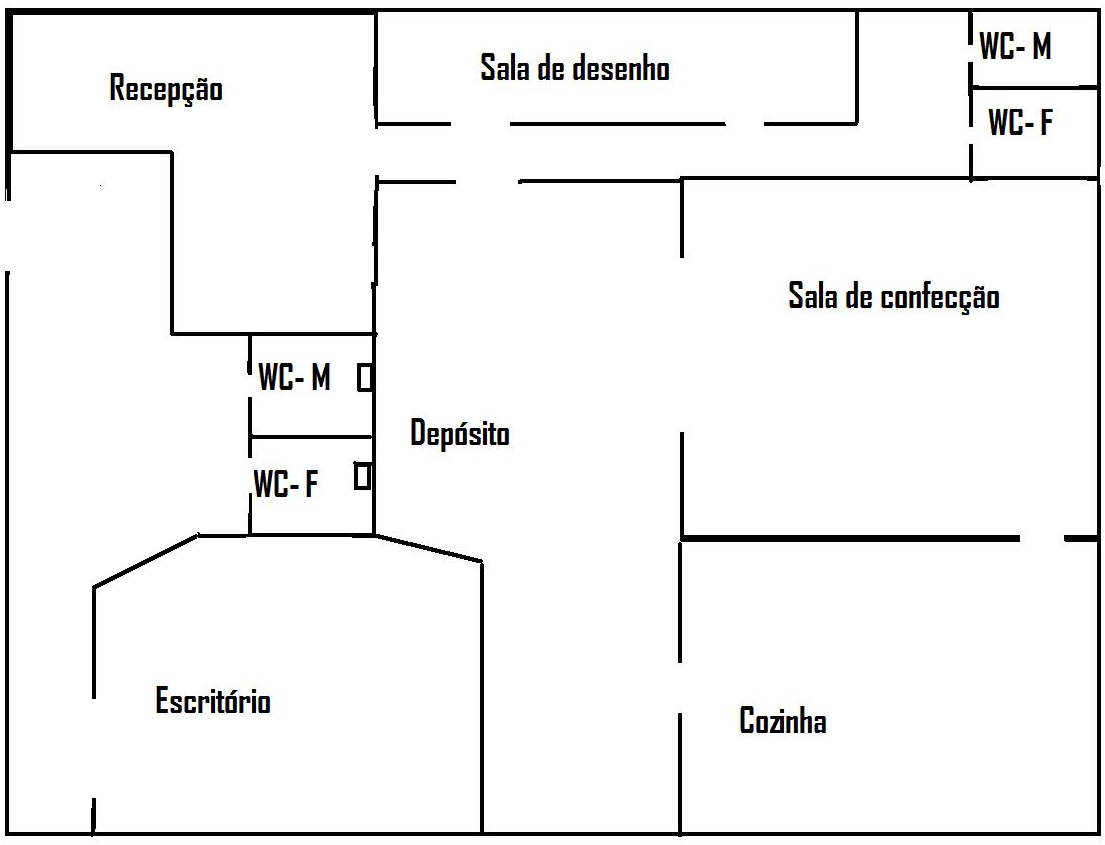 WC- M
Sala de desenho
Recepção
WC- F
Sala de confecção
WC- M
Depósito
WC- F
Escritório
Cozinha